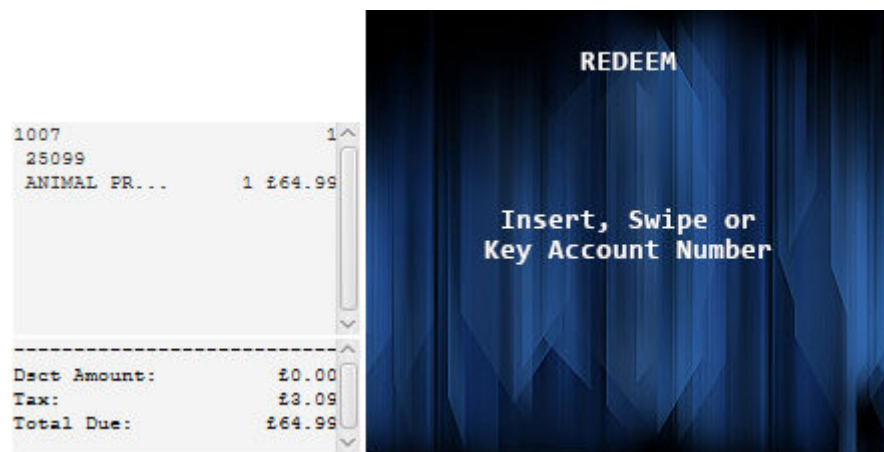 1007 1
25099
ANIMAL PR... 1 £64.99
---------------------------
Dsct Amount: £0.00
Tax: £3.09
Total Due: £64.99
REDEEM
Insert, Swipe or
Key Account Number